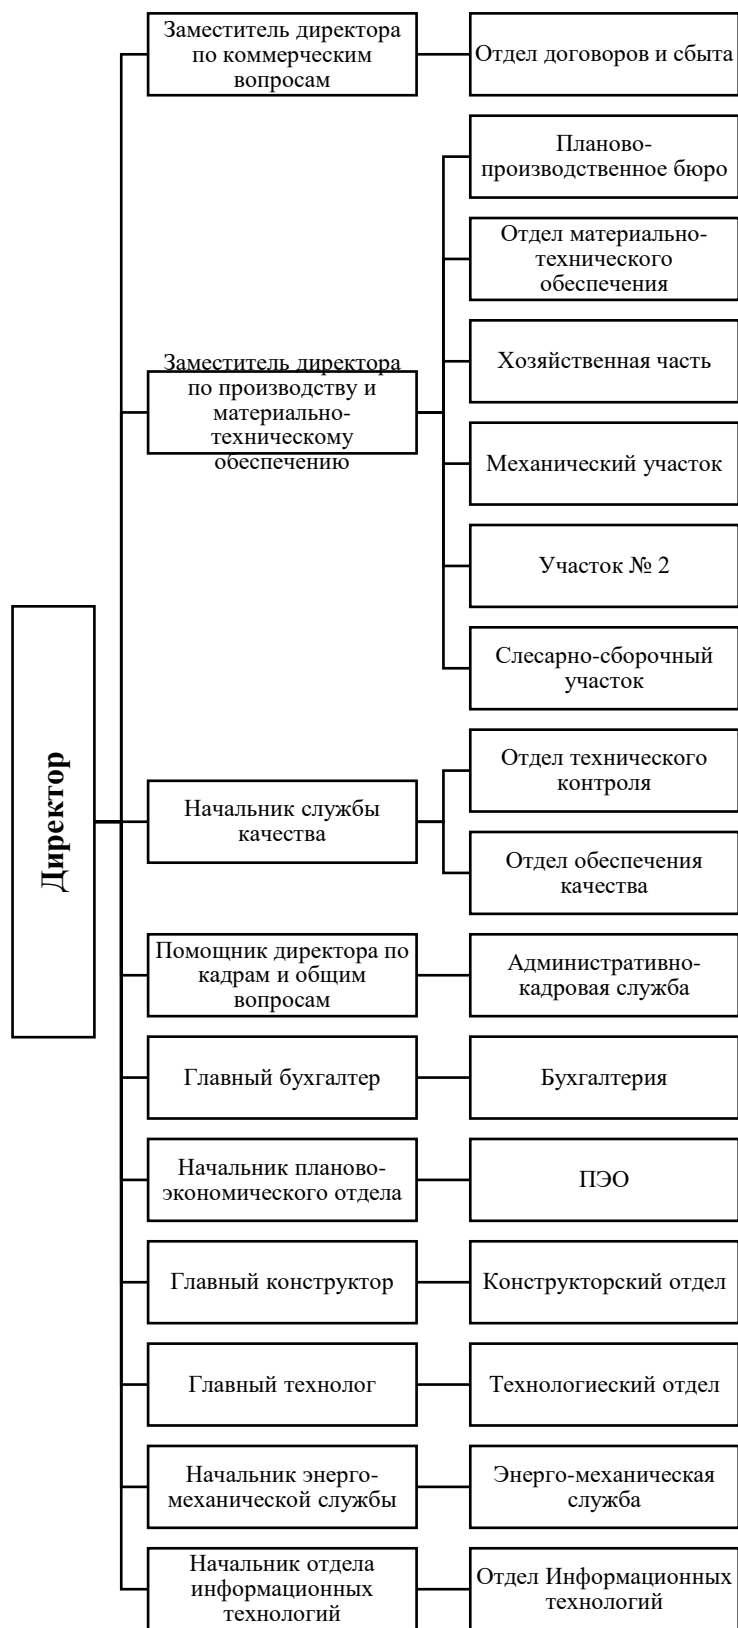 Директор
Заместитель директора
по коммерческим
вопросам
Отдел договоров и сбыта
Заместитель директора
по производству и
материально-
техническому
обеспечению
Планово-
производственное бюро
Отдел материально-
технического
обеспечения
Хозяйственная часть
Механический участок
Участок № 2
Слесарно-сборочный
участок
Начальник службы
качества
Отдел технического
контроля
Отдел обеспечения
качества
Помощник директора по
кадрам и общим
вопросам
Административно-
кадровая служба
Главный бухгалтер
Бухгалтерия
Начальник планово-
экономического отдела
ПЭО
Главный конструктор
Конструкторский отдел
Главный технолог
Технологиеский отдел
Начальник энерго-
механической службы
Энерго-механическая
служба
Начальник отдела
информационных
технологий
Отдел Информационных
технологий